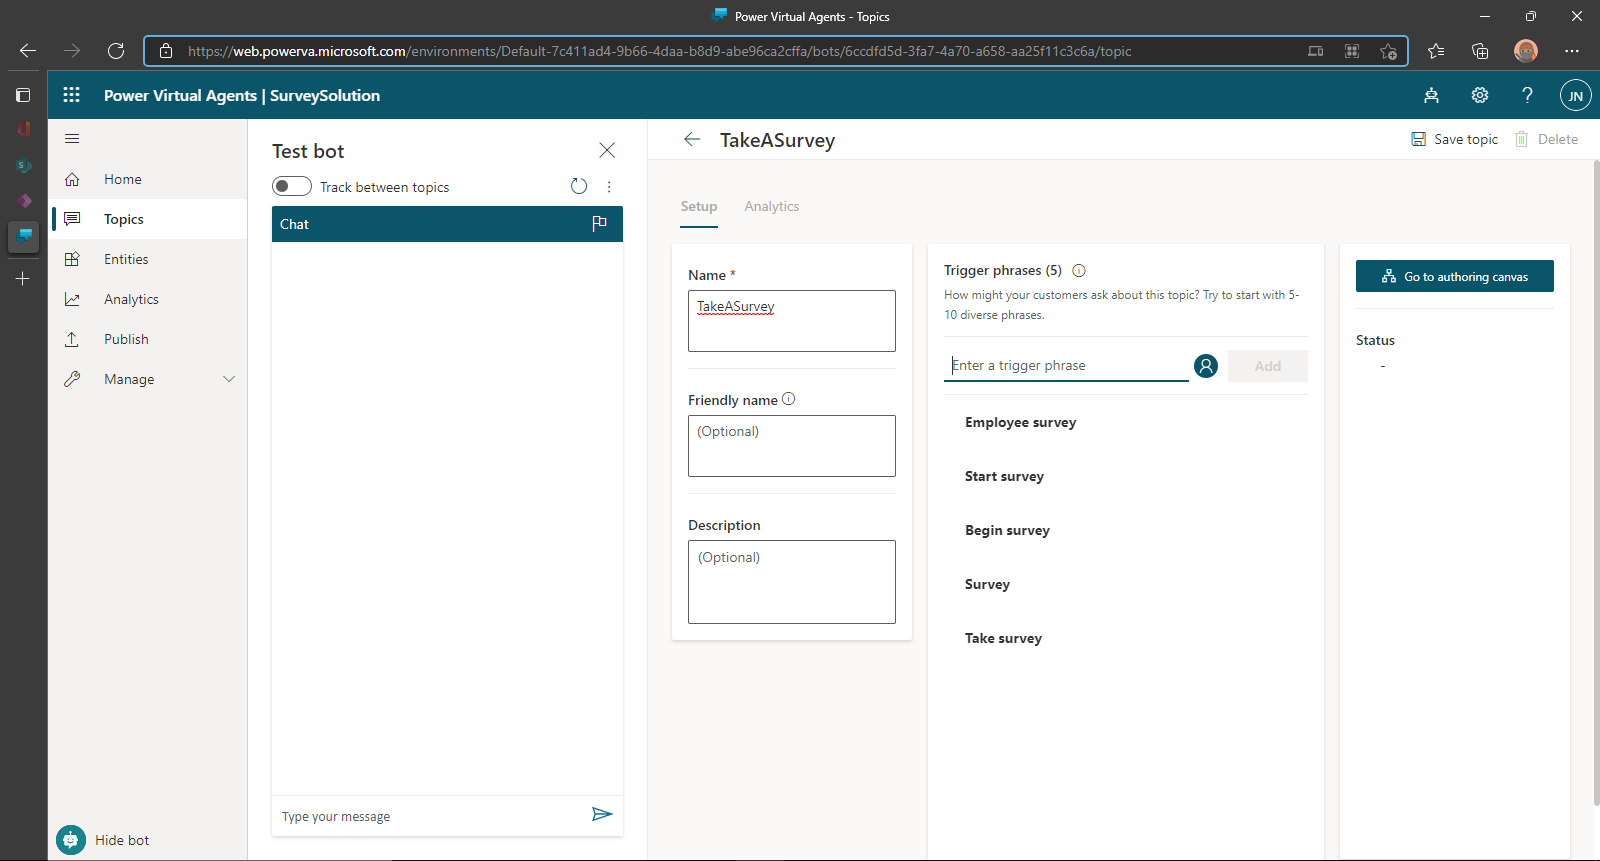 Power Virtual Agents - Topics
https://web.powerva.microsoft.com/environments/Default-7c411ad4-9b66-4daa-b8d9-abe96ca2cffa/bots/6ccdfd5d-3fa7-4a70-a658-aa25f11c3c6a/topic
Power Virtual Agents | SurveySolution
JN
Home
Topics
Entities
Analytics
Publish
Manage
Hide bot
Test bot
Track between topics
Chat
Type your message
TakeASurvey
Save topic
Delete
Setup
Analytics
Name *
TakeASurvey
Friendly name
(Optional)
Description
(Optional)
Trigger phrases (5)
How might your customers ask about this topic? Try to start with 5-
10 diverse phrases.
Enter a trigger phrase
Add
Employee survey
Start survey
Begin survey
Survey
Take survey
Go to authoring canvas
Status
-